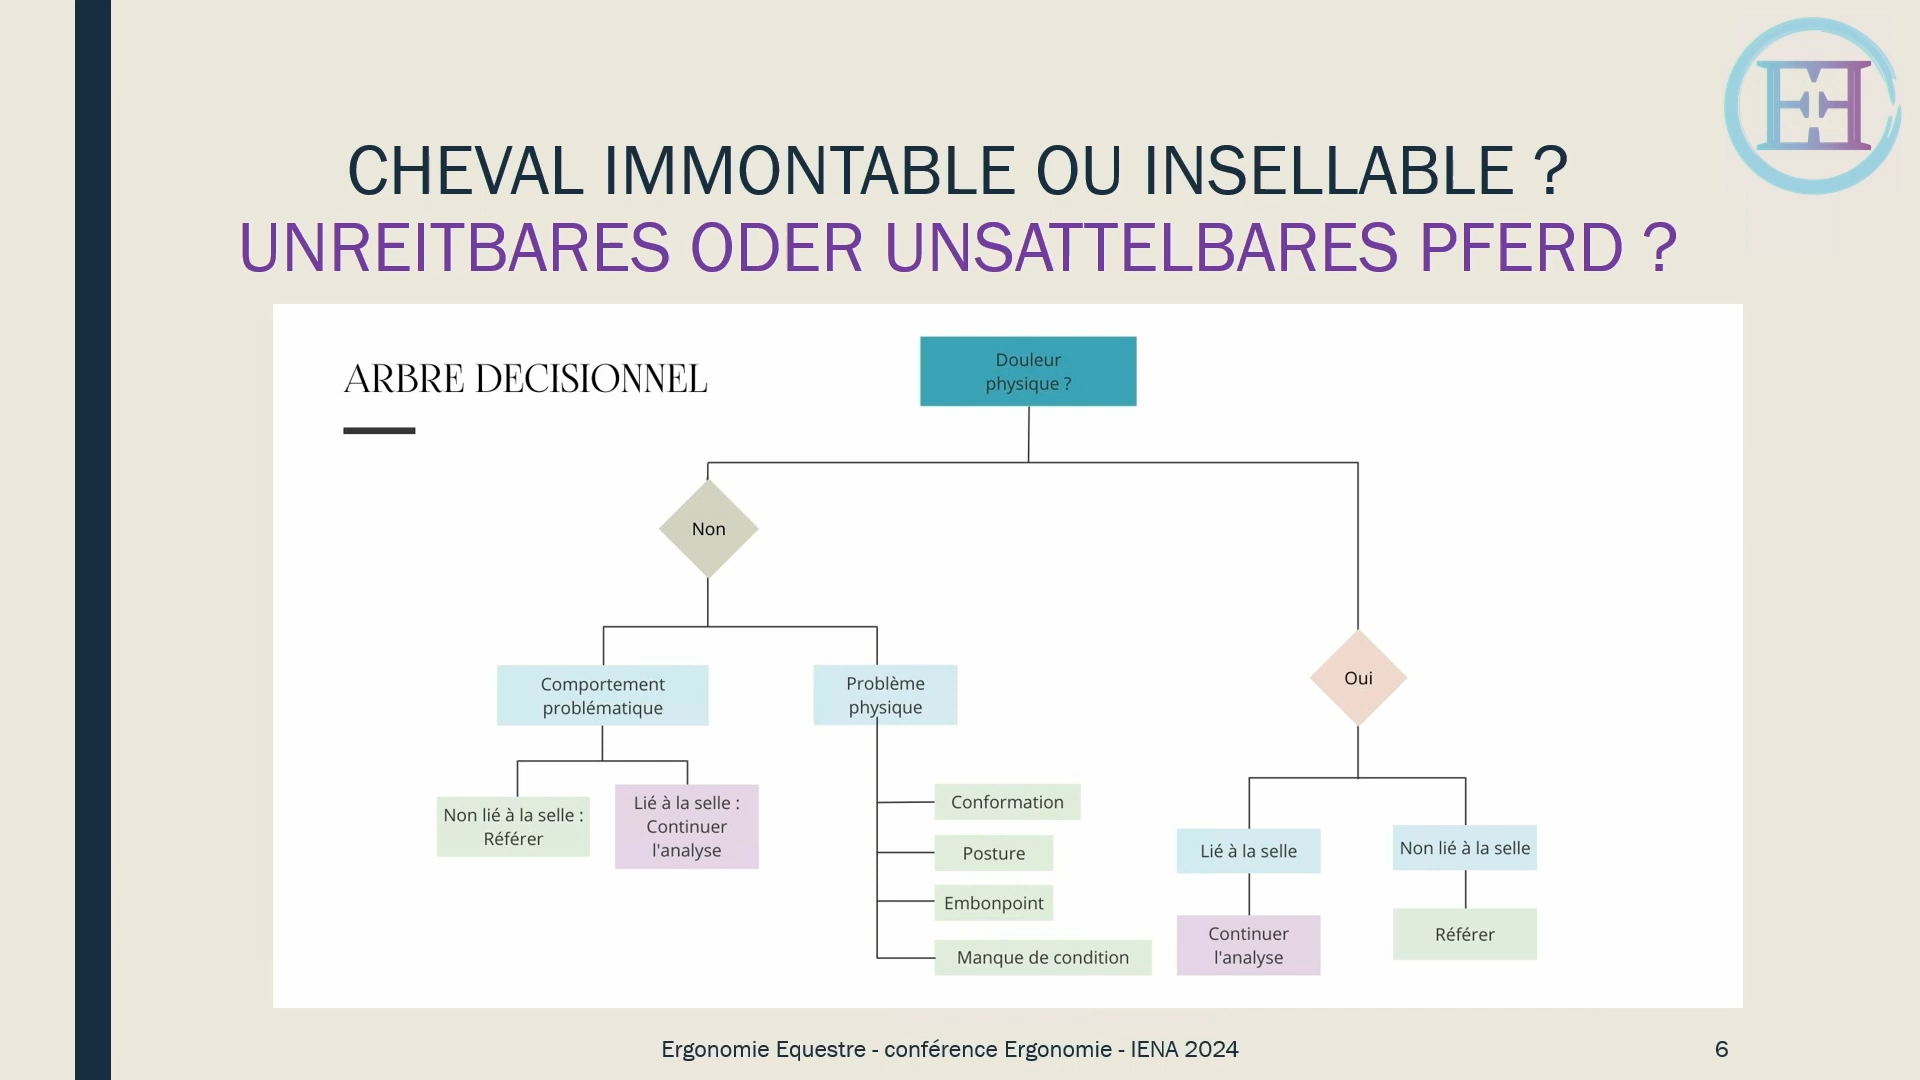 CHEVAL IMMONTABLE OU INSELLABLE ?
UNREITBARES ODER UNSATTELBARES PFERD ?
ARBRE DECISIONNEL
Douleur
physique ?
Non
Oui
Comportement
problématique
Problème
physique
Non lié à la selle :
Référer
Lié à la selle :
Continuer
l'analyse
Conformation
Posture
Embonpoint
Manque de condition
Lié à la selle
Non lié à la selle
Continuer
l'analyse
Référer
Ergonomie Equestre - conférence Ergonomie - IENA 2024
6